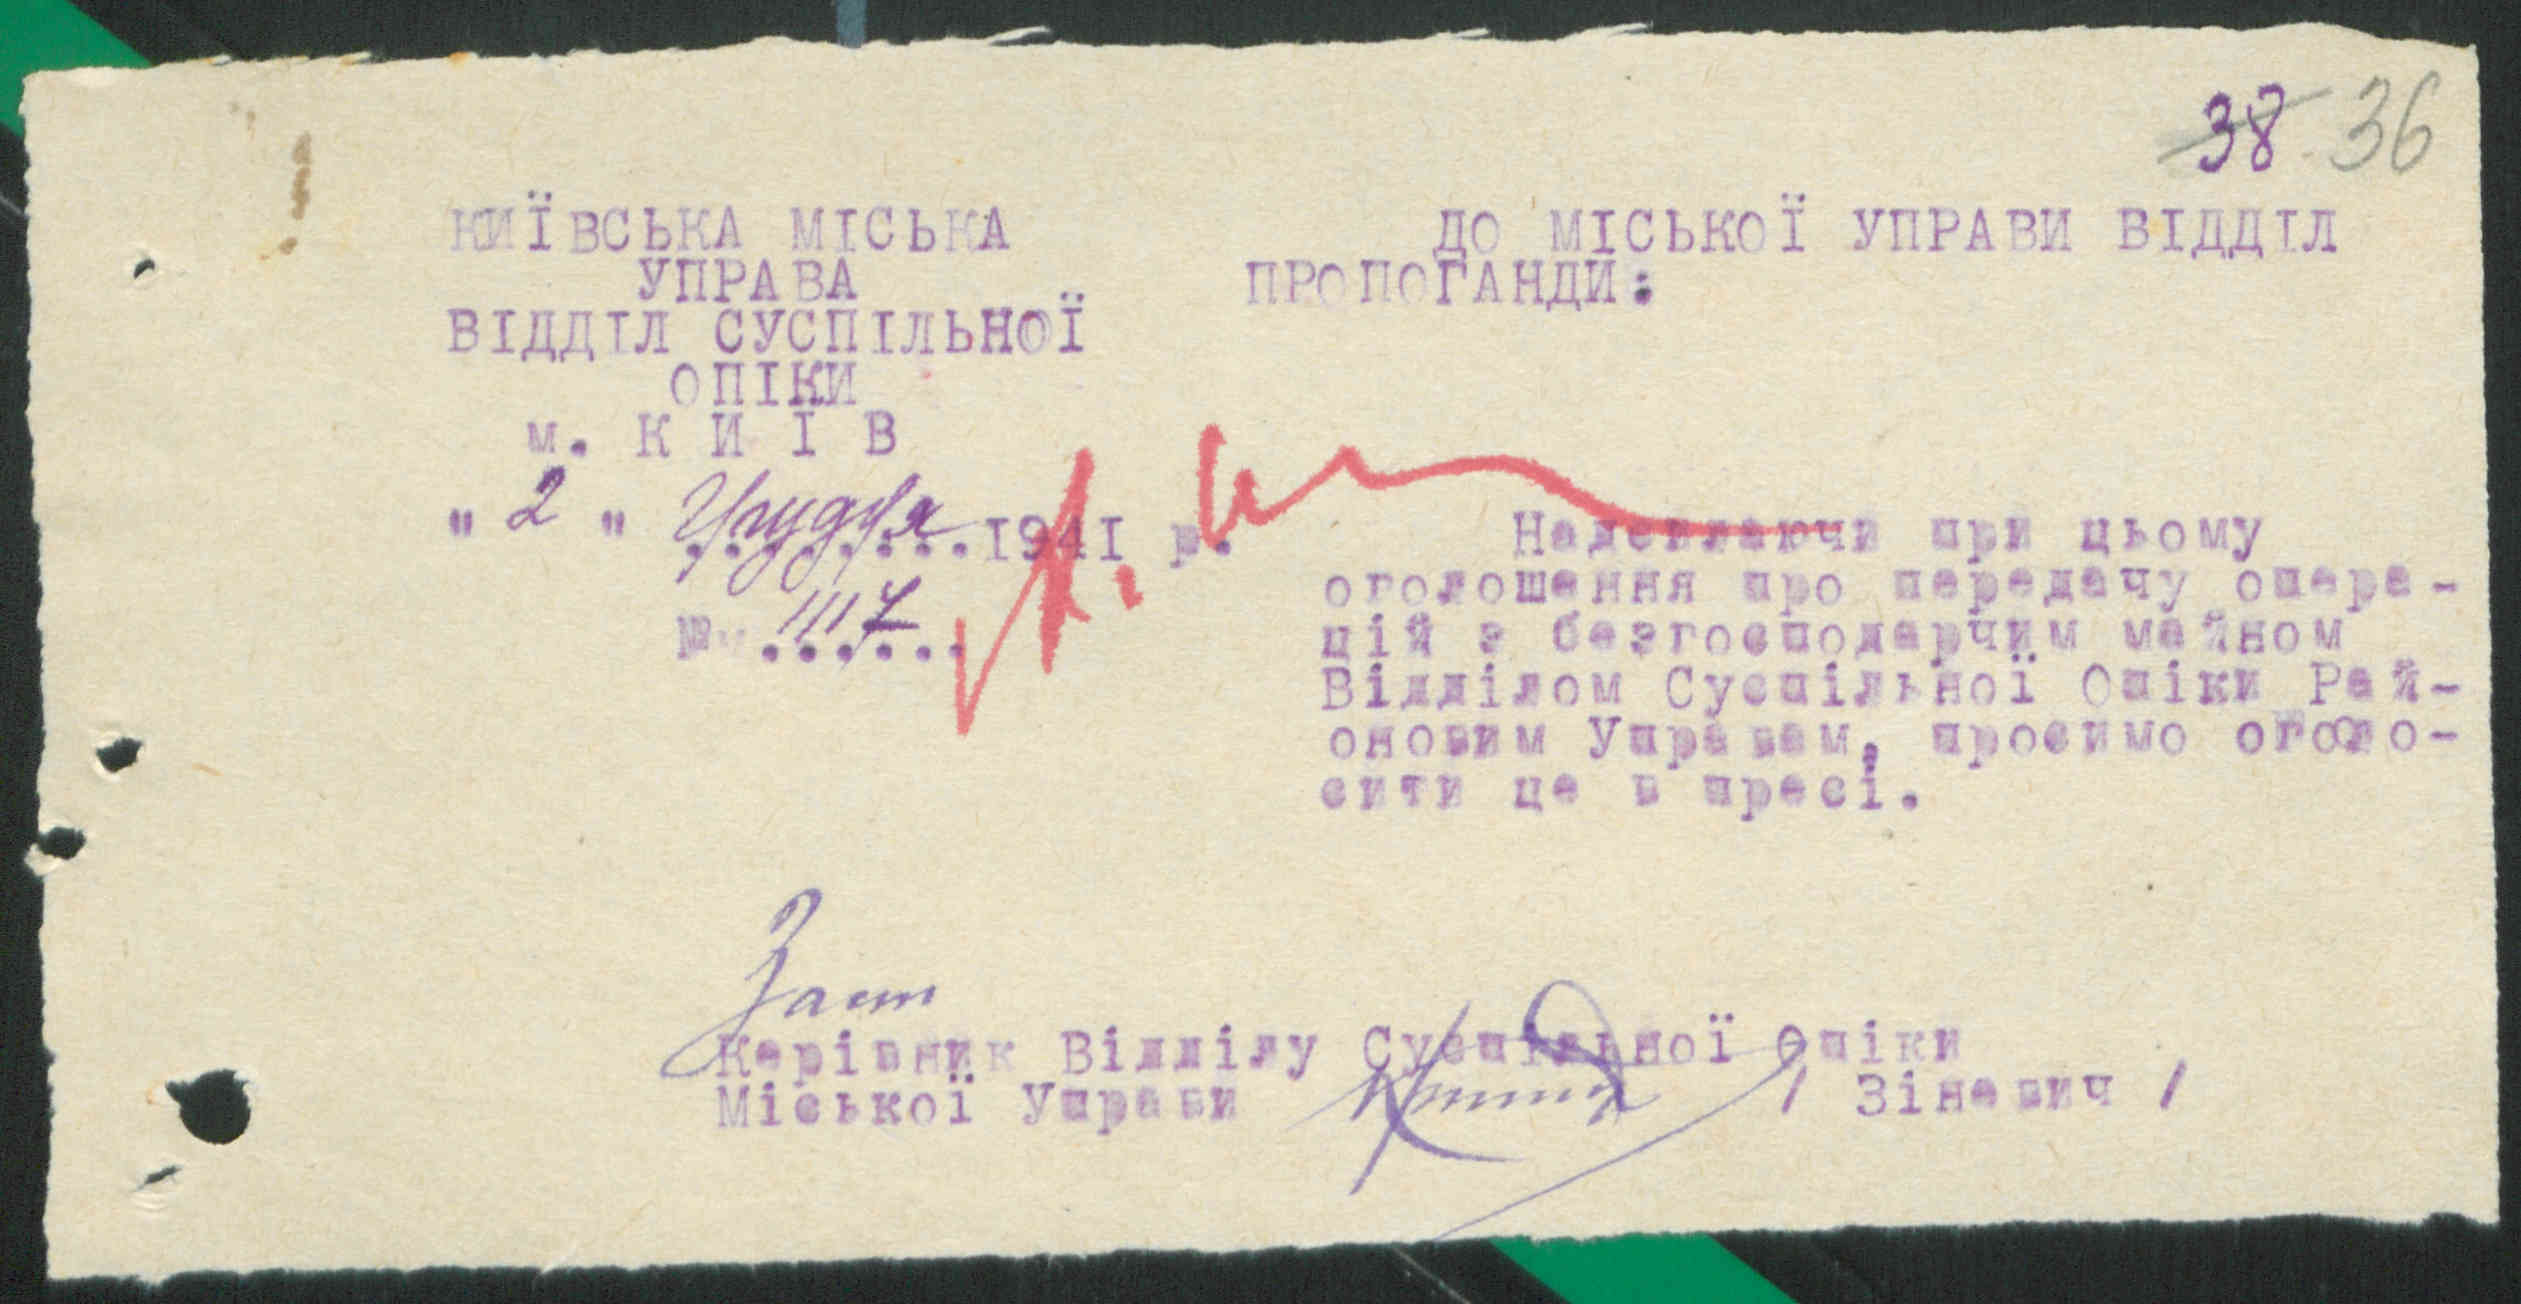 38 36
КИЇВСЬКА МІСЬКА
УПРАВА
ВІДДІЛ СУСПІЛЬНОЇ
ОПІКИ
м. К И Ї В
" 2 " Грудня 1941 р.
№ 1117
ДО МІСЬКОЇ УПРАВИ ВІДДІЛ
ПРОПОГАНДИ:
Надсилаючи при цьому
оголошення про передачу опера-
цій з безгосподарчим майном
Відділом Суспільної Опіки Рай-
оновим Управам, просимо оголо-
сити це в пресі.
Заст
Керівник Відділу Суспільної Опіки
Міської Управи / Зіневич /